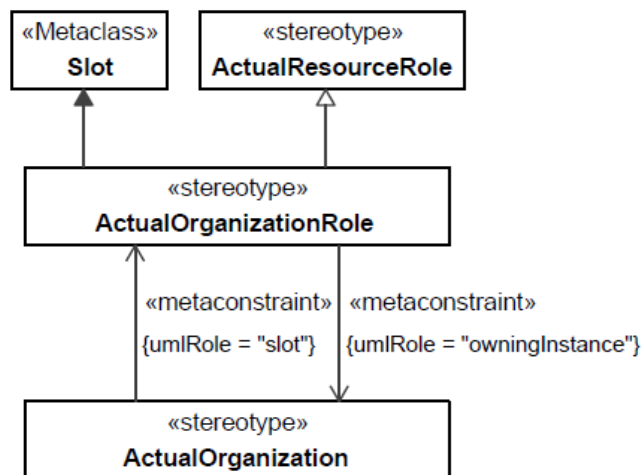 «Metaclass»
Slot
«stereotype»
ActualResourceRole
«stereotype»
ActualOrganizationRole
«metaconstraint»
{umlRole = "slot"}
«metaconstraint»
{umlRole = "owningInstance"}
«stereotype»
ActualOrganization